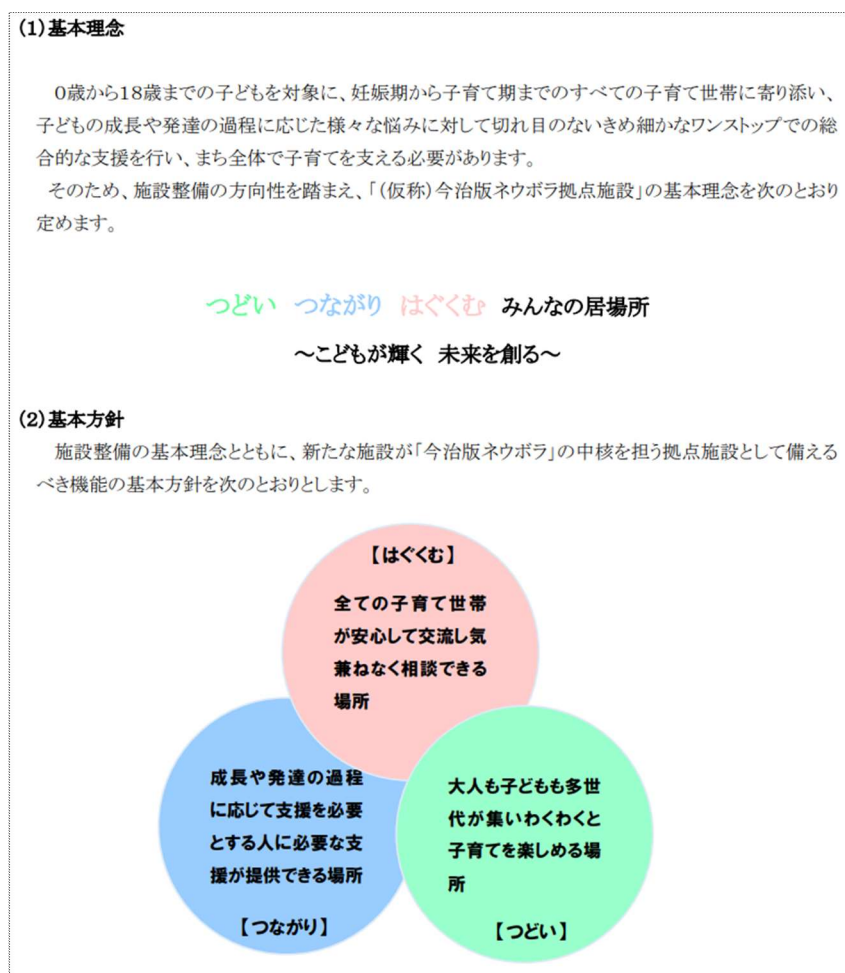 (1)基本理念
0歳から18歳までの子どもを対象に、妊娠期から子育て期までのすべての子育て世帯に寄り添い、
子どもの成長や発達の過程に応じた様々な悩みに対して切れ目のないきめ細かなワンストップでの総
合的な支援を行い、まち全体で子育てを支える必要があります。
そのため、施設整備の方向性を踏まえ、「(仮称)今治版ネウボラ拠点施設」の基本理念を次のとおり
定めます。
つどい つながり はぐくむ みんなの居場所
～こどもが輝く 未来を創る～
(2)基本方針
施設整備の基本理念とともに、新たな施設が「今治版ネウボラ」の中核を担う拠点施設として備える
べき機能の基本方針を次のとおりとします。
【はぐくむ】
全ての子育て世帯
が安心して交流し気
兼ねなく相談できる
場所
成長や発達の過程
に応じて支援を必要
とする人に必要な支
援が提供できる場所
【つながり】
大人も子どもも多世
代が集いわくわくと
子育てを楽しめる場
所
【つどい】